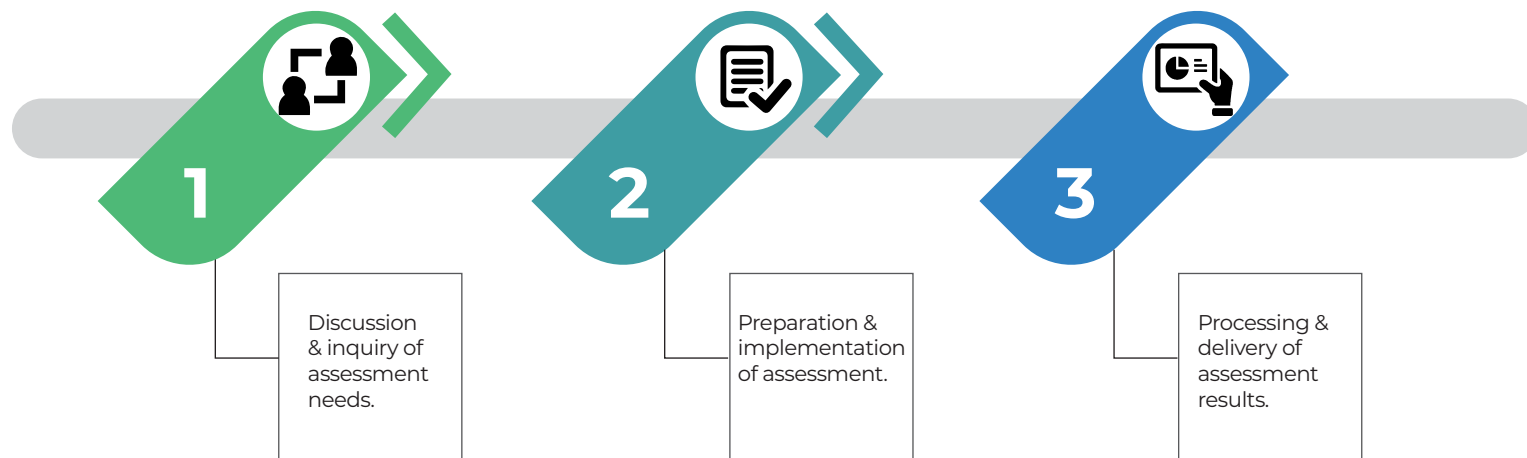 1
2
3
Discussion
& inquiry of
assessment
needs.
Preparation &
implementation
of assessment.
Processing &
delivery of
assessment
results.